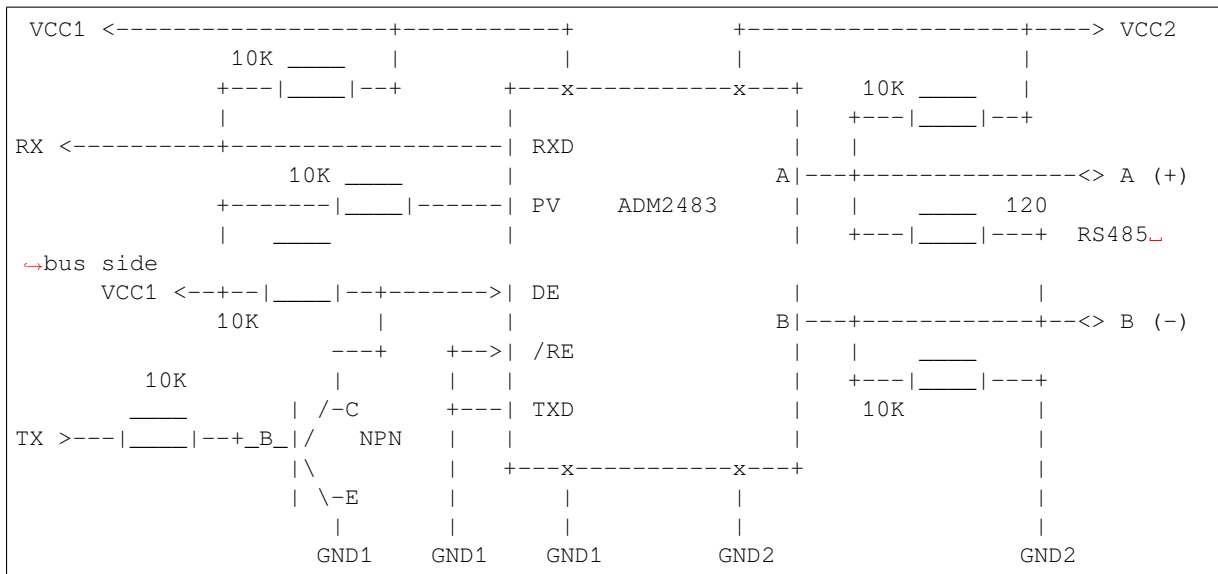 VCC1 <--------------------+-----------+           +--------------------+----> VCC2
10K ____ | | | |
+---|____|--+ +---x-----------x---+ 10K ____ |
| | | +---|____|--+
RX <----------+-------------------| RXD | |
10K ____ | A|---+---------------<> A (+)
+-------|____|------| PV ADM2483 | | ____ 120
| ____ | | +---|____|---+ RS485␣
↪bus side
VCC1 <--+--|____|--+------->| DE | |
10K | | B|---+------------+--<> B (-)
---+ +-->| /RE | | ____ |
10K | | | | +---|____|---+
____ | /-C +---| TXD | 10K |
TX >---|____|--+_B_|/ NPN | | | |
|\ | +---x-----------x---+ |
| \-E | | | |
| | | | |
GND1 GND1 GND1 GND2 GND2